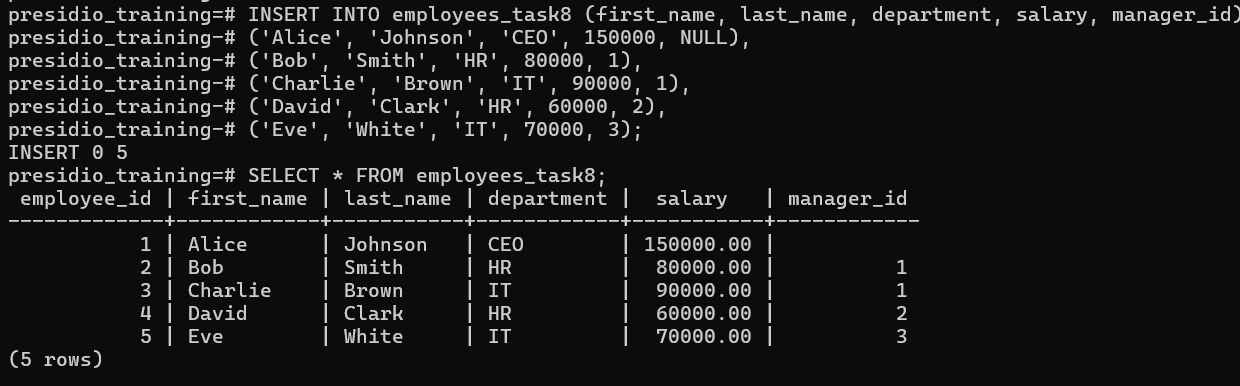 presidio_training=# INSERT INTO employees_task8 (first_name, last_name, department, salary, manager_id)
presidio_training-# ('Alice', 'Johnson', 'CEO', 150000, NULL),
presidio_training-# ('Bob', 'Smith', 'HR', 80000, 1),
presidio_training-# ('Charlie', 'Brown', 'IT', 90000, 1),
presidio_training-# ('David', 'Clark', 'HR', 60000, 2),
presidio_training-# ('Eve', 'White', 'IT', 70000, 3);
INSERT 0 5
presidio_training=# SELECT * FROM employees_task8;
 employee_id | first_name | last_name | department |  salary   | manager_id
-------------+------------+-----------+------------+-----------+------------
           1 | Alice      | Johnson   | CEO        | 150000.00 |
           2 | Bob        | Smith     | HR         |  80000.00 |          1
           3 | Charlie    | Brown     | IT         |  90000.00 |          1
           4 | David      | Clark     | HR         |  60000.00 |          2
           5 | Eve        | White     | IT         |  70000.00 |          3
(5 rows)